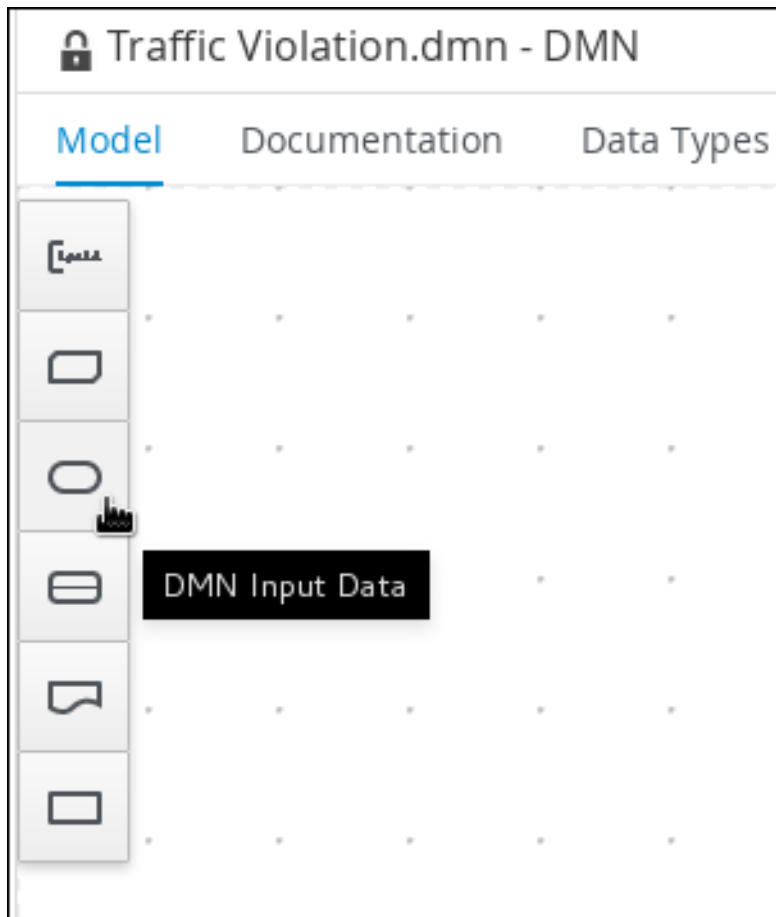 Traffic Violation.dmn - DMN
Model Documentation Data Types
DMN Input Data